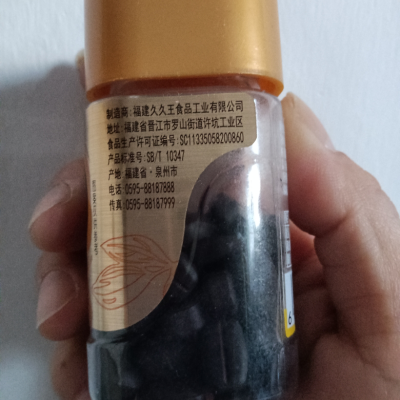 制造商:福建久久王食品工业有限公司
地址:福建省晋江市罗山街道许坑工业区
食品生产许可证编号:SC11335058200860
产品标准号:SB/T 10347
产地:福建省·泉州市
电话:0595-88187888
传真:0595-88187999